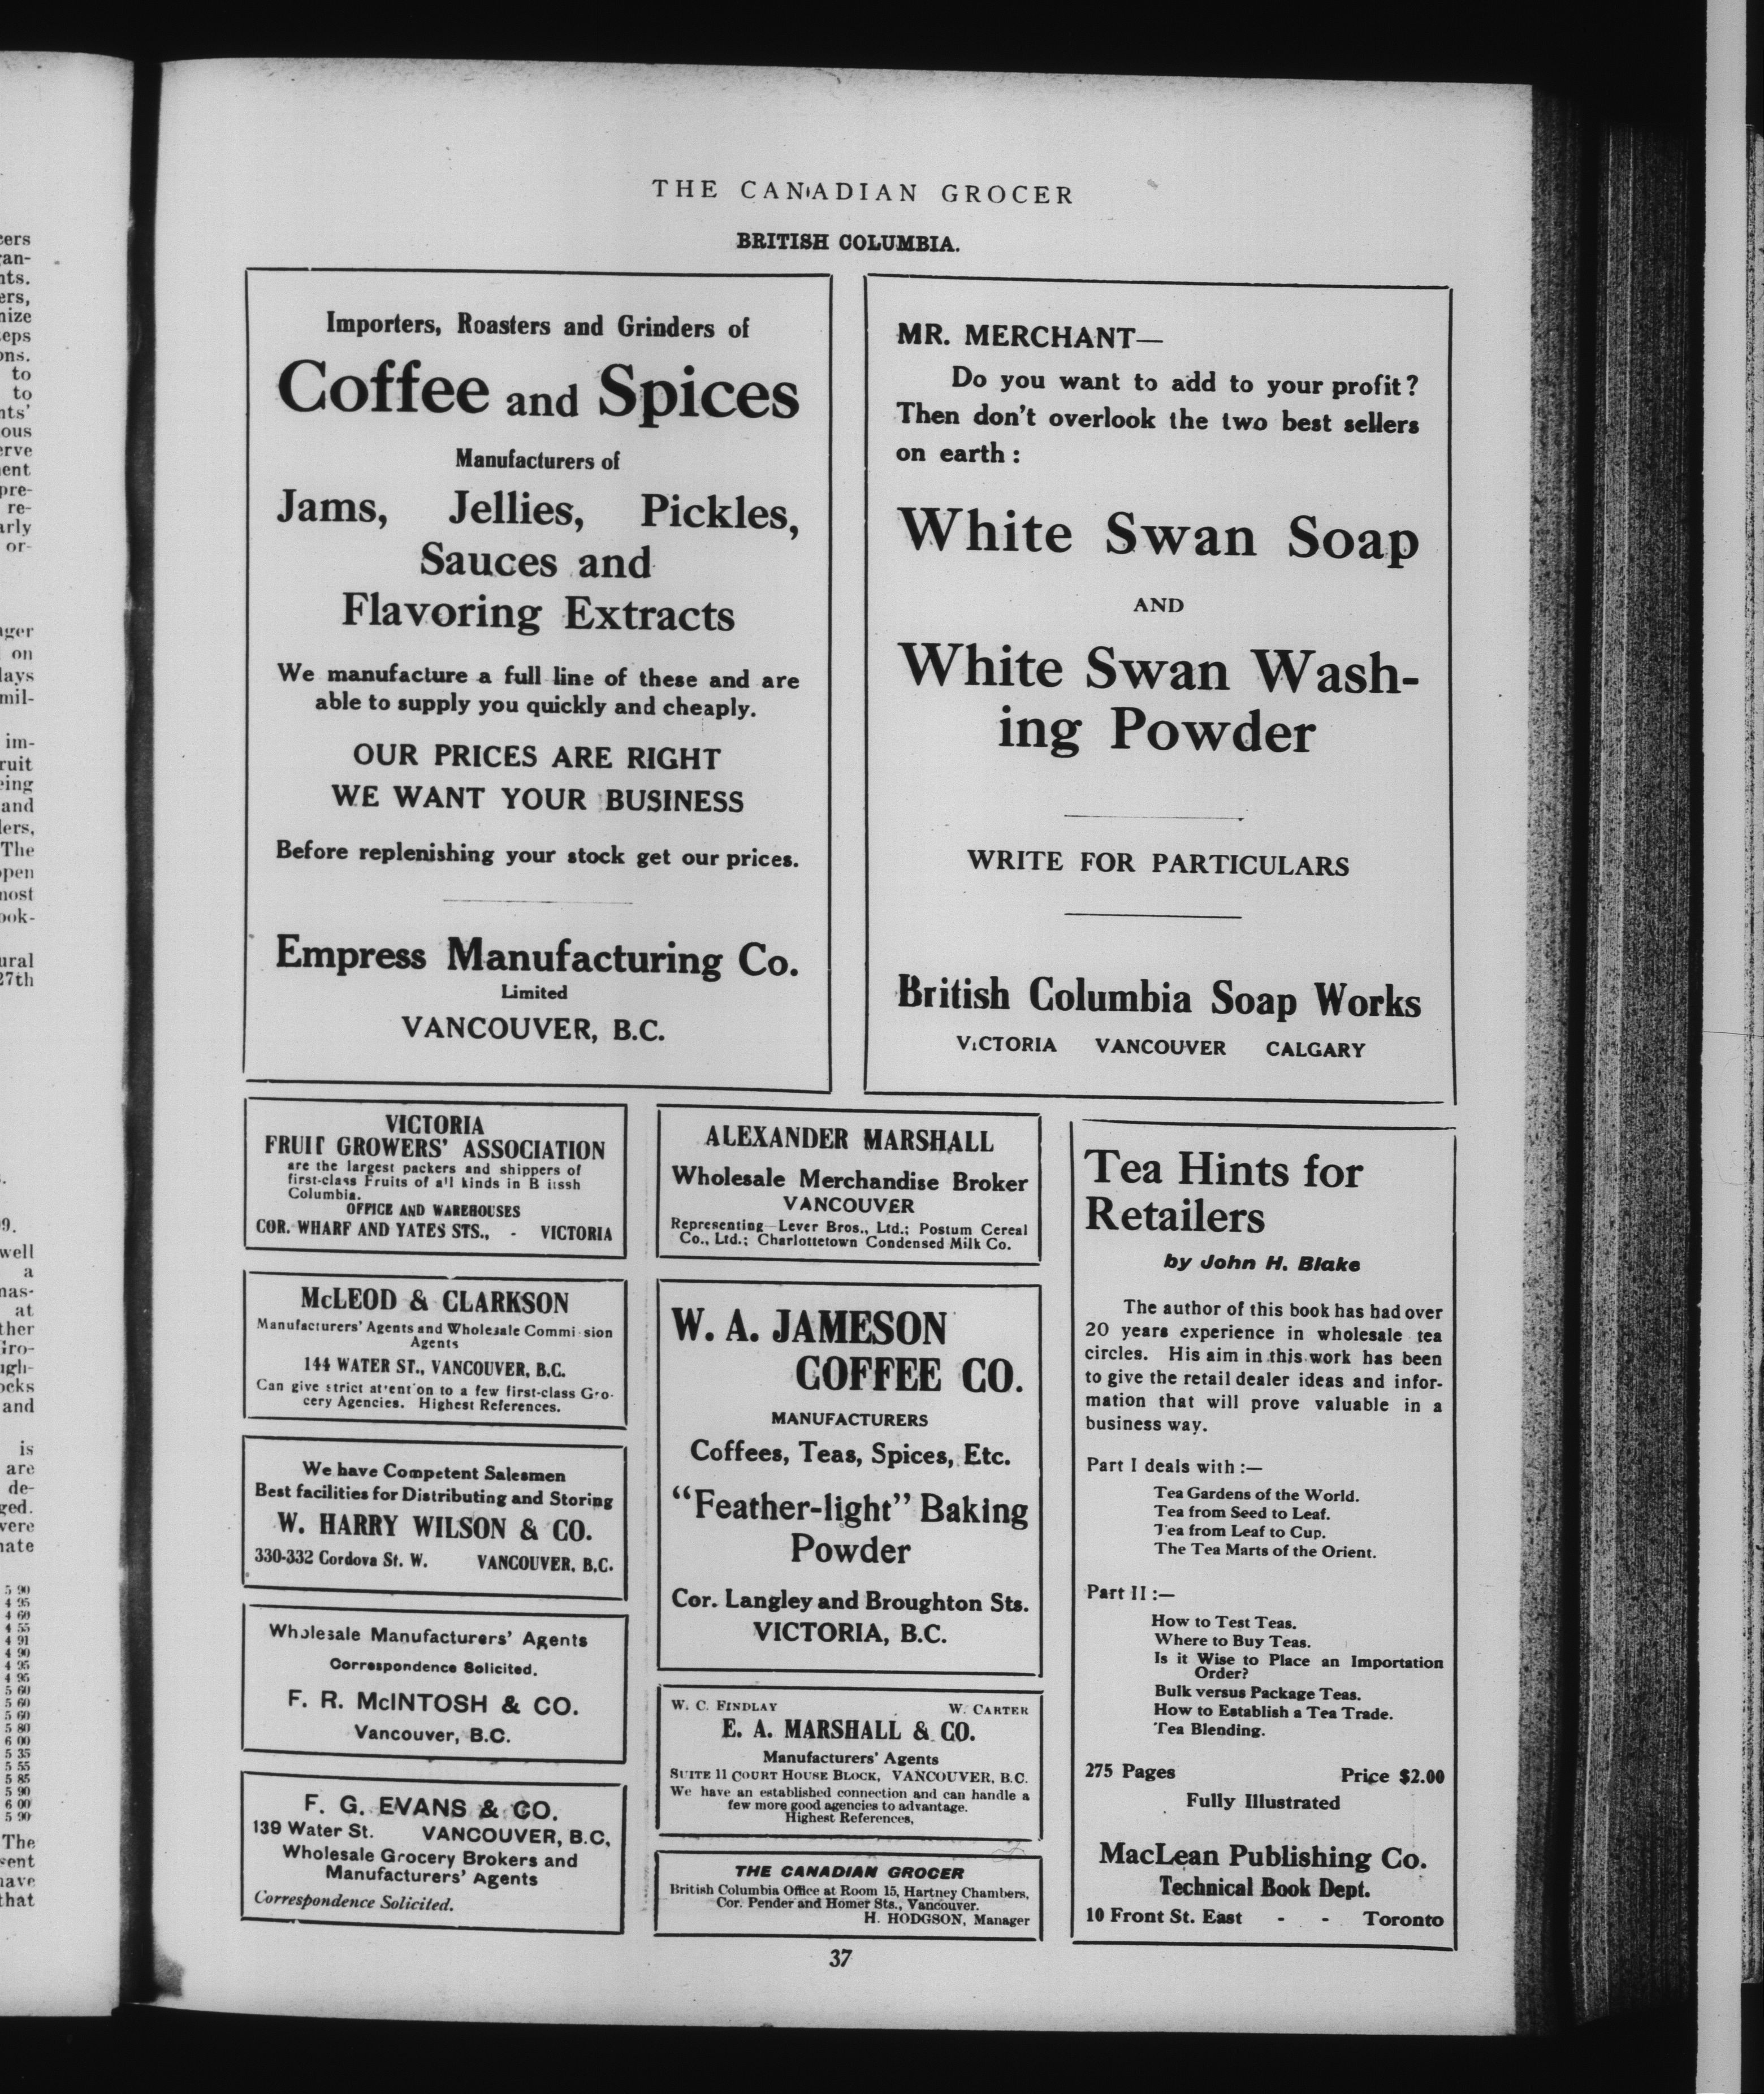 THE CANADIAN GROCER
BRITISH COLUMBIA.
Importers, Roasters and Grinders of
Coffee and Spices
Manufacturers of
Jams, Jellies, Pickles,
Sauces and
Flavoring Extracts
We manufacture a full line of these and are
able to supply you quickly and cheaply.
OUR PRICES ARE RIGHT
WE WANT YOUR BUSINESS
Before replenishing your stock get our prices.
Empress Manufacturing Co.
Limited
VANCOUVER, B.C.
MR. MERCHANT—
Do you want to add to your profit?
Then don't overlook the two best sellers
on earth:
White Swan Soap
AND
White Swan Wash-
ing Powder
WRITE FOR PARTICULARS
British Columbia Soap Works
VICTORIA VANCOUVER CALGARY
VICTORIA
FRUIT GROWERS' ASSOCIATION
are the largest packers and shippers of
first-class Fruits of all kinds in B itssh
Columbia.
OFFICE AND WAREHOUSES
COR. WHARF AND YATES STS., - VICTORIA
McLEOD & CLARKSON
Manufacturers' Agents and Wholesale Commi sion
Agents
144 WATER ST., VANCOUVER, B.C.
Can give strict attent on to a few first-class Gro-
cery Agencies. Highest References.
We have Competent Salesmen
Best facilities for Distributing and Storing
W. HARRY WILSON & CO.
330-332 Cordova St. W. VANCOUVER, B.C.
Wholesale Manufacturers' Agents
Correspondence Solicited.
F. R. McINTOSH & CO.
Vancouver, B.C.
F. G. EVANS & CO.
139 Water St. VANCOUVER, B.C,
Wholesale Grocery Brokers and
Manufacturers' Agents
Correspondence Solicited.
ALEXANDER MARSHALL
Wholesale Merchandise Broker
VANCOUVER
Representing—Lever Bros., Ltd.; Postum Cereal
Co., Ltd.; Charlottetown Condensed Milk Co.
W. A. JAMESON
COFFEE CO.
MANUFACTURERS
Coffees, Teas, Spices, Etc.
"Feather-light" Baking
Powder
Cor. Langley and Broughton Sts.
VICTORIA, B.C.
W. C. FINDLAY W. CARTER
E. A. MARSHALL & CO.
Manufacturers' Agents
SUITE 11 COURT HOUSE BLOCK, VANCOUVER, B.C.
We have an established connection and can handle a
few more good agencies to advantage.
Highest References,
THE CANADIAN GROCER
British Columbia Office at Room 15, Hartney Chambers,
Cor. Pender and Homer Sts., Vancouver.
H. HODGSON, Manager
Tea Hints for
Retailers
by John H. Blake
The author of this book has had over
20 years experience in wholesale tea
circles. His aim in this work has been
to give the retail dealer ideas and infor-
mation that will prove valuable in a
business way.
Part I deals with :—
Tea Gardens of the World.
Tea from Seed to Leaf.
Tea from Leaf to Cup.
The Tea Marts of the Orient.
Part II :—
How to Test Teas.
Where to Buy Teas.
Is it Wise to Place an Importation
Order?
Bulk versus Package Teas.
How to Establish a Tea Trade.
Tea Blending.
275 Pages Price $2.00
Fully Illustrated
MacLean Publishing Co.
Technical Book Dept.
10 Front St. East - - Toronto
37